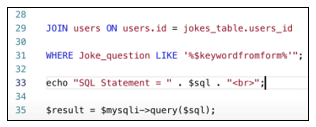 28
29 JOIN users ON users.id = jokes_table.users_id
30
31 WHERE Joke_question LIKE '%$keywordfromform%'";
32
33 echo "SQL Statement = " . $sql . "<br>";
34
35 $result = $mysqli->query($sql);